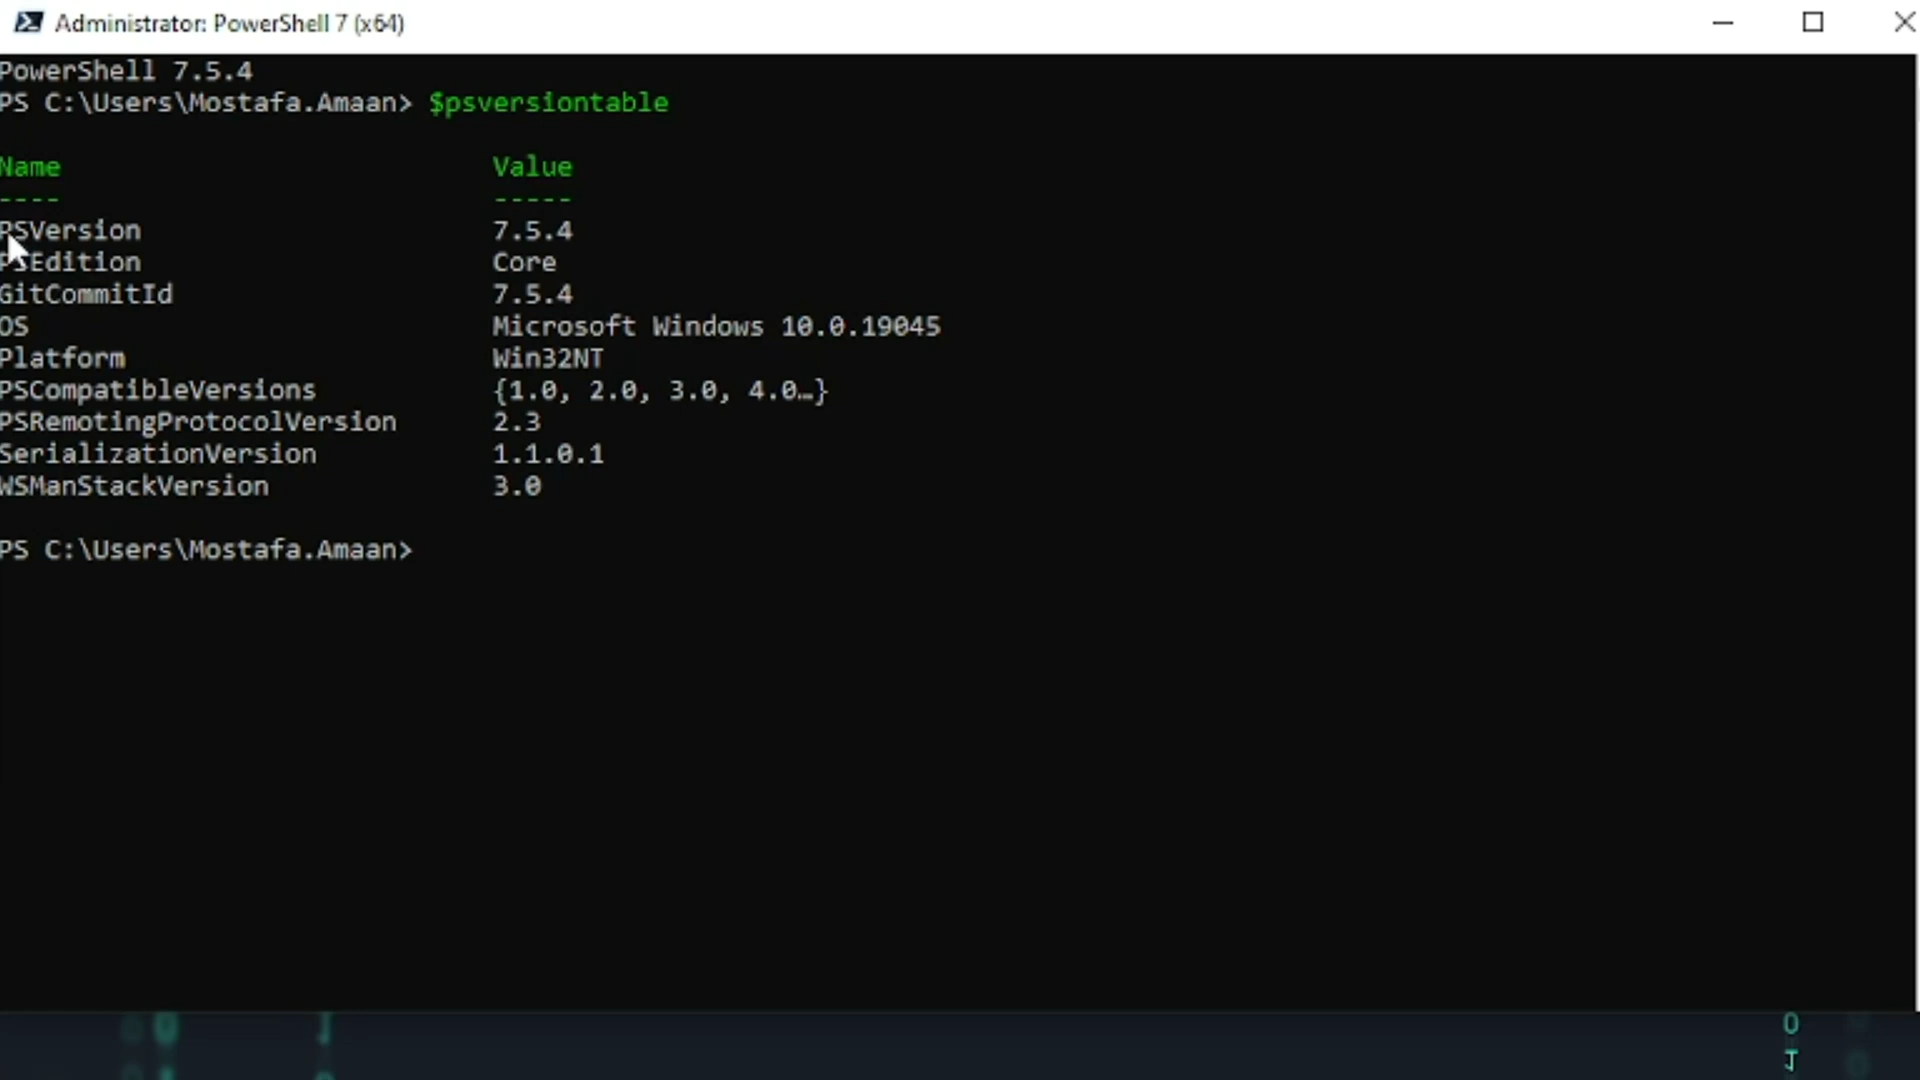 Administrator: PowerShell 7 (x64)
PowerShell 7.5.4
PS C:\Users\Mostafa.Amaan> $psversiontable
Name Value
---- -----
PSVersion 7.5.4
PSEdition Core
GitCommitId 7.5.4
OS Microsoft Windows 10.0.19045
Platform Win32NT
PSCompatibleVersions {1.0, 2.0, 3.0, 4.0…}
PSRemotingProtocolVersion 2.3
SerializationVersion 1.1.0.1
WSManStackVersion 3.0
PS C:\Users\Mostafa.Amaan>